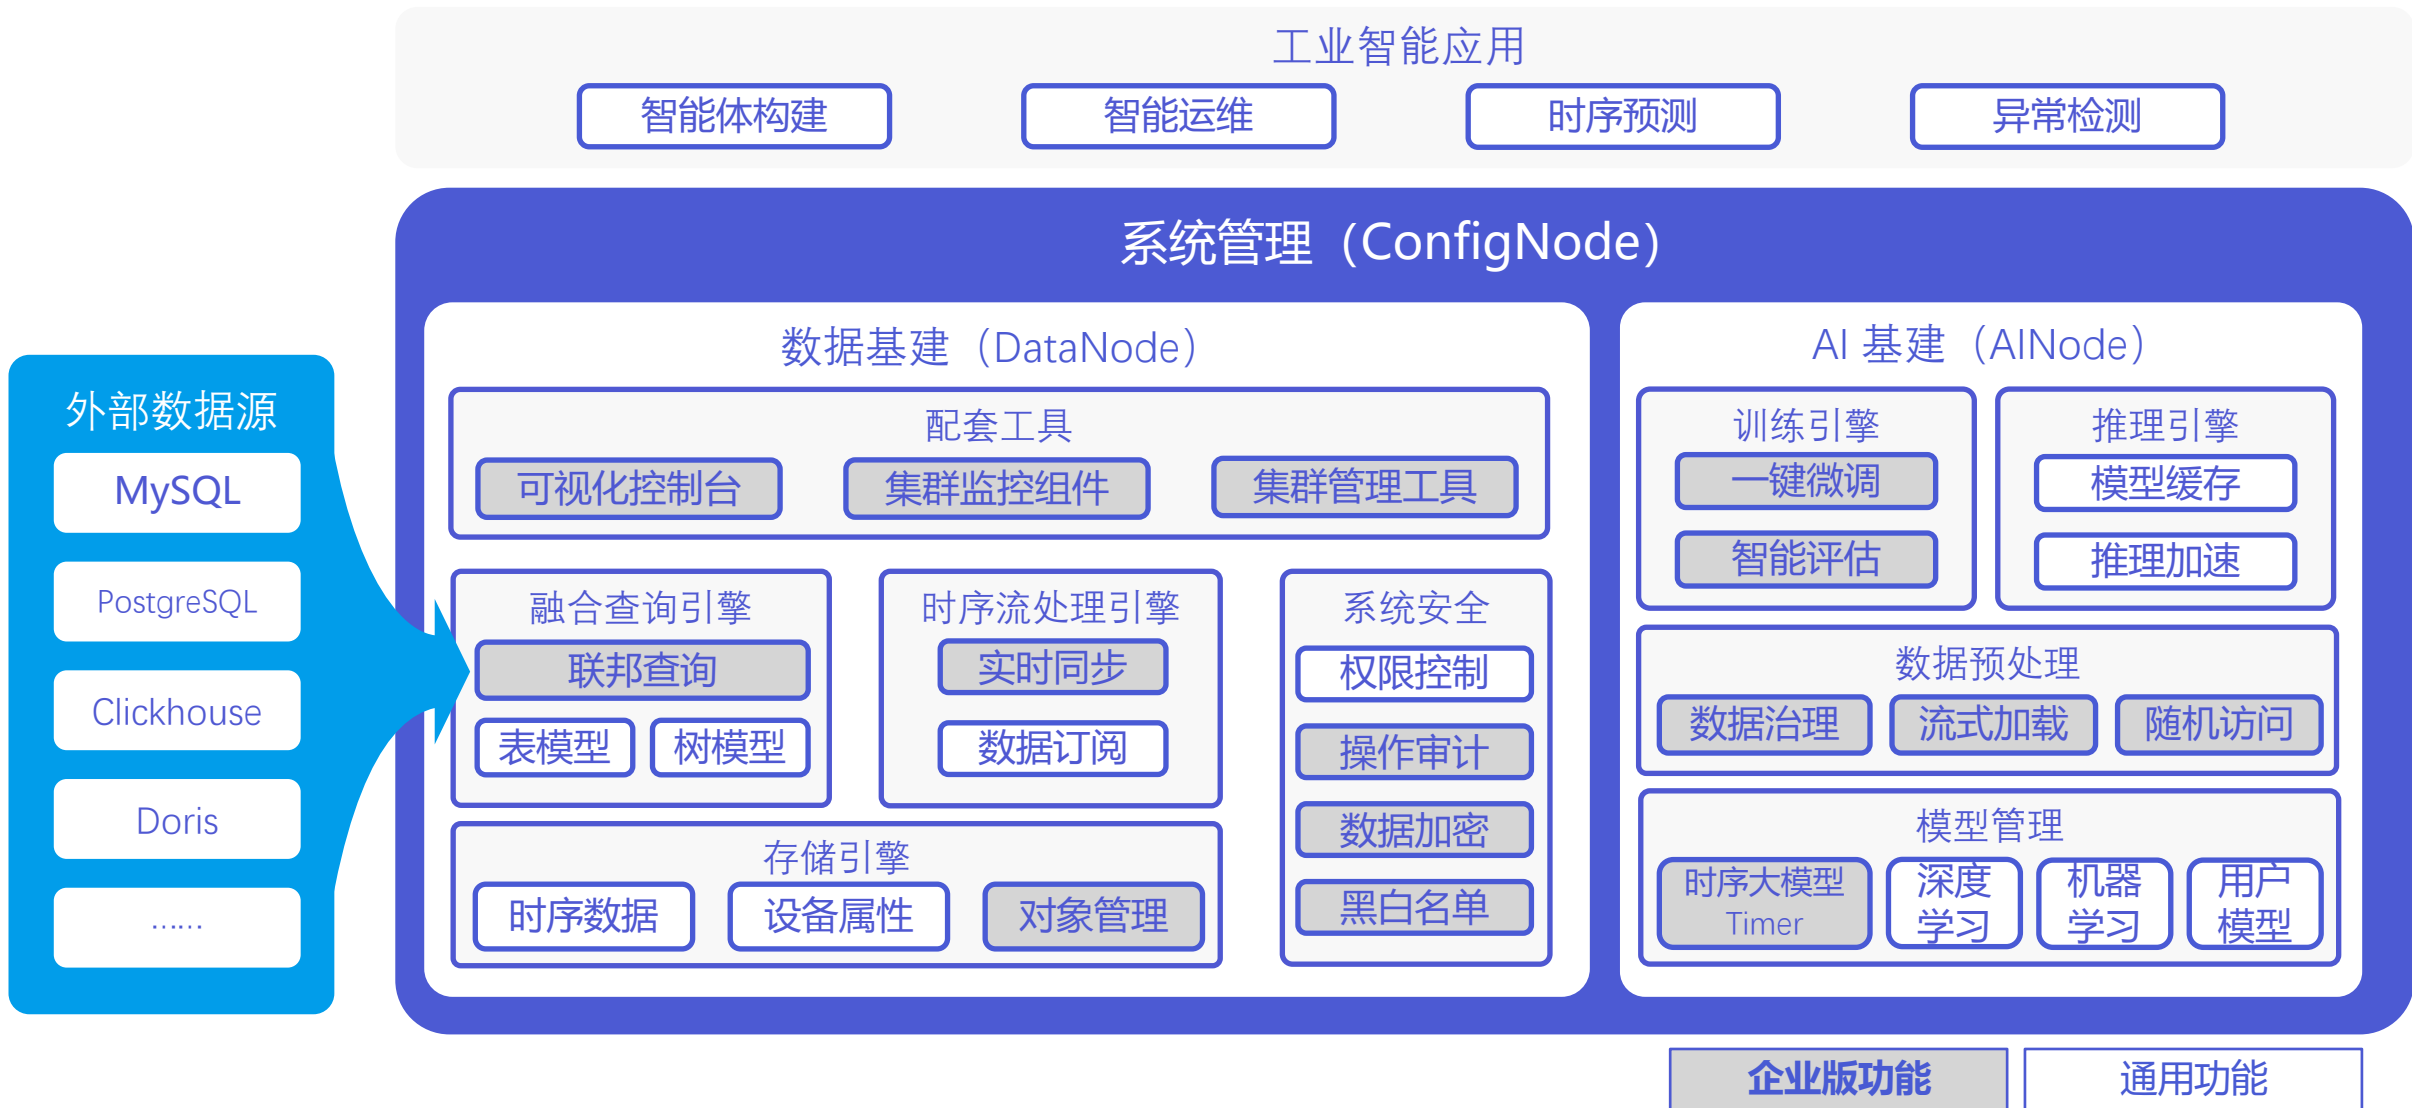 工业智能应用
智能体构建
智能运维
时序预测
异常检测
系统管理（ConfigNode）
外部数据源
MySQL
PostgreSQL
Clickhouse
Doris
……
数据基建（DataNode）
配套工具
可视化控制台
集群监控组件
集群管理工具
融合查询引擎
联邦查询
表模型
树模型
时序流处理引擎
实时同步
数据订阅
系统安全
权限控制
操作审计
数据加密
黑白名单
存储引擎
时序数据
设备属性
对象管理
AI 基建（AINode）
训练引擎
一键微调
智能评估
推理引擎
模型缓存
推理加速
数据预处理
数据治理
流式加载
随机访问
模型管理
时序大模型
Timer
深度
学习
机器
学习
用户
模型
企业版功能
通用功能